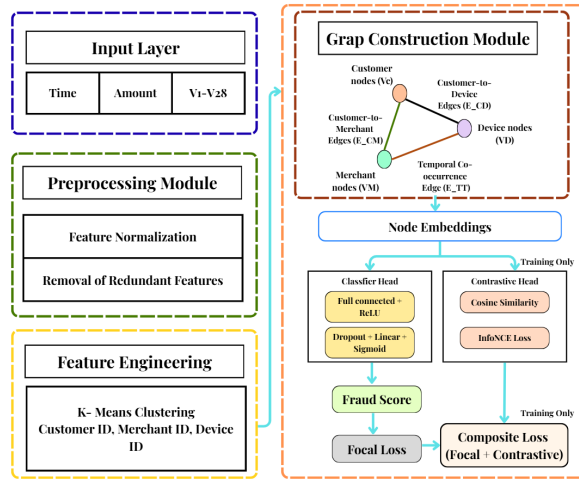 Input Layer
Time Amount V1-V28
Preprocessing Module
Feature Normalization
Removal of Redundant Features
Feature Engineering
K- Means Clustering
Customer ID, Merchant ID, Device
ID
Grap Construction Module
Customer
nodes (Vc)
Customer-to-
Device
Edges (E_CD)
Customer-to-
Merchant
Edges (E_CM)
Device nodes
(VD)
Merchant
nodes (VM)
Temporal Co-
occurrence
Edge (E_TT)
Node Embeddings
Training Only
Classfier Head
Full connected +
ReLU
Dropout + Linear +
Sigmoid
Contrastive Head
Cosine Similarity
InfoNCE Loss
Fraud Score
Focal Loss
Training Only
Composite Loss
(Focal + Contrastive)